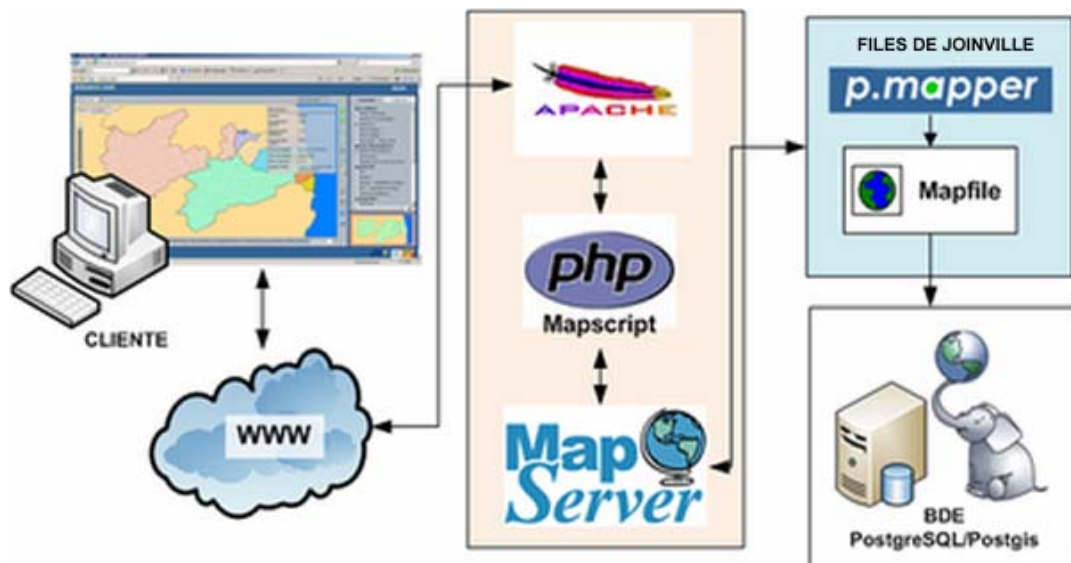 CLIENTE
WWW
APACHE
php
Mapscript
Map
Server
FILES DE JOINVILLE
p.mapper
Mapfile
BDE
PostgreSQL/Postgis